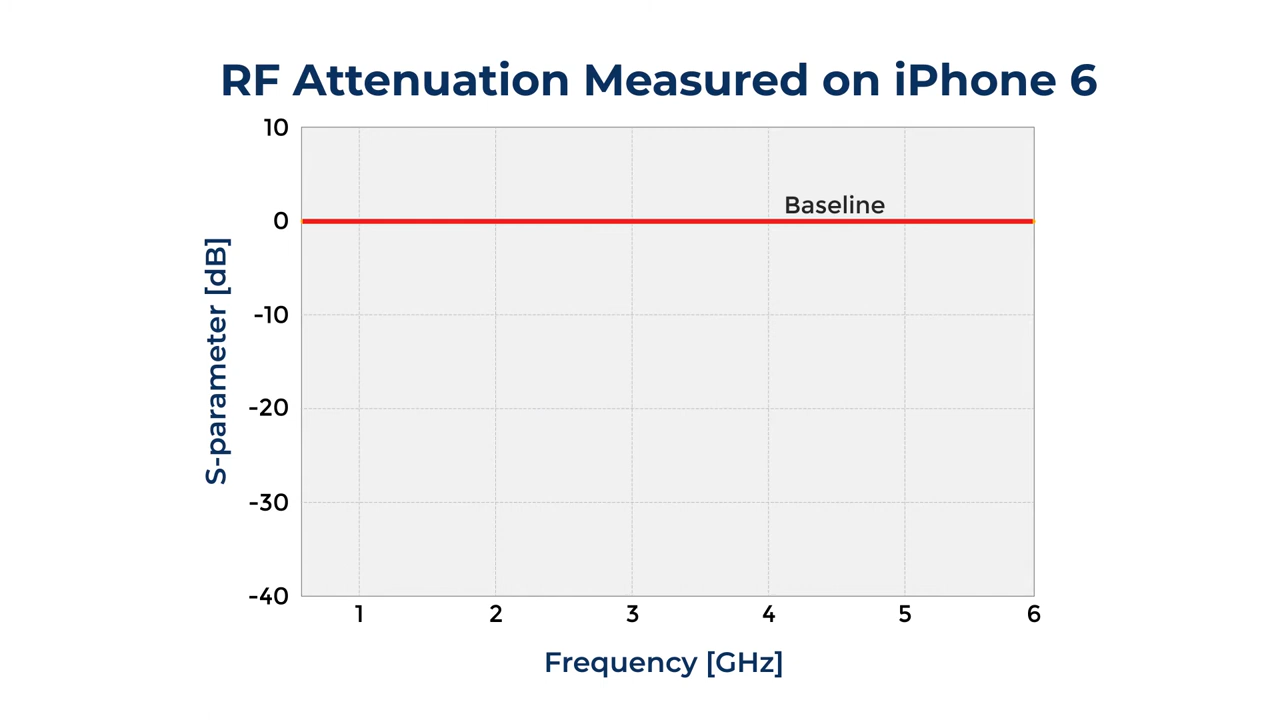 RF Attenuation Measured on iPhone 6
10
Baseline
0
-10
-20
-30
-40
S-parameter [dB]
1 2 3 4 5 6
Frequency [GHz]